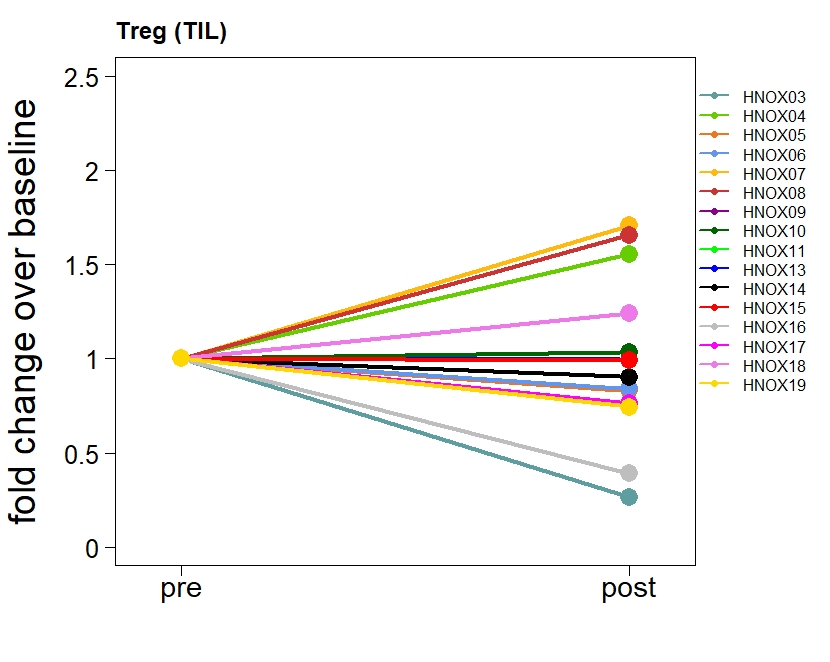 Treg (TIL)
fold change over baseline
2.5
2
1.5
1
0.5
0
pre
post
HNOX03
HNOX04
HNOX05
HNOX06
HNOX07
HNOX08
HNOX09
HNOX10
HNOX11
HNOX13
HNOX14
HNOX15
HNOX16
HNOX17
HNOX18
HNOX19